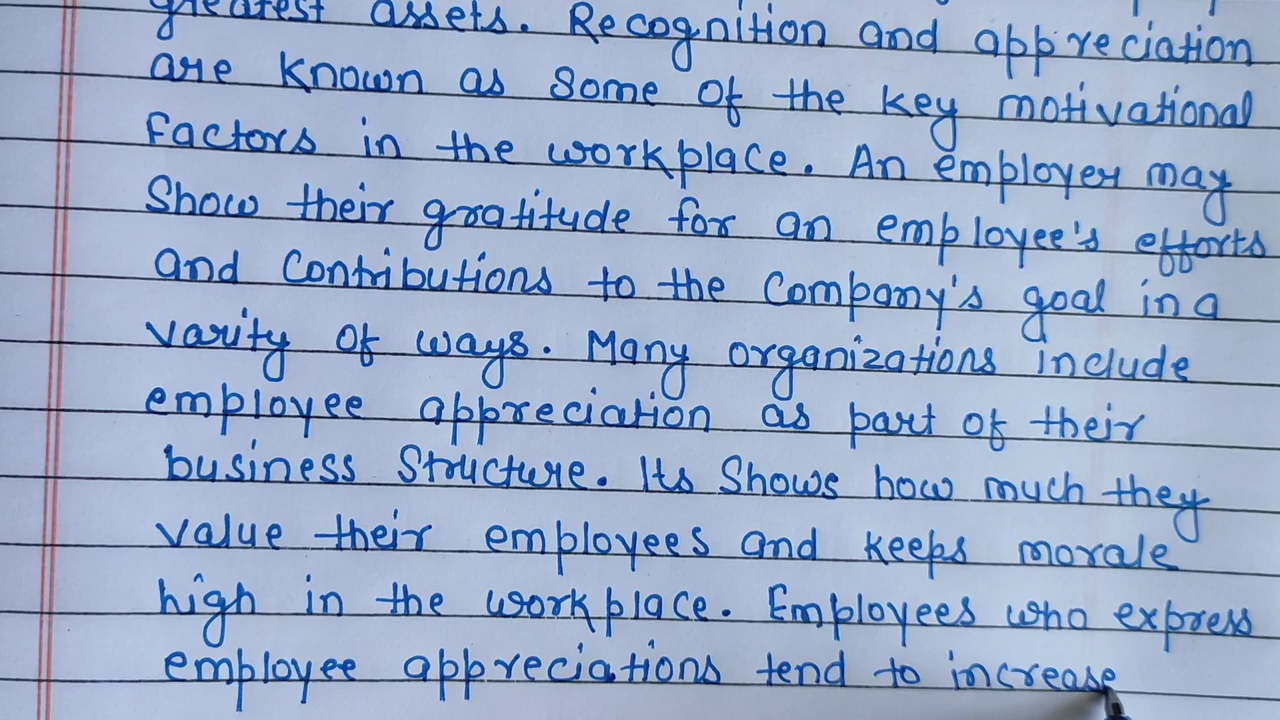 greatest assets. Recognition and appreciation
are known as some of the key motivational
factors in the workplace. An employer may
Show their gratitude for an employee's efforts
and Contributions to the Company's goal in a
varity of ways. Many organizations include
employee appreciation as part of their
business Structure. Its Shows how much they
value their employees and keeps morale
high in the workplace. Employees who express
employee appreciations tend to increase